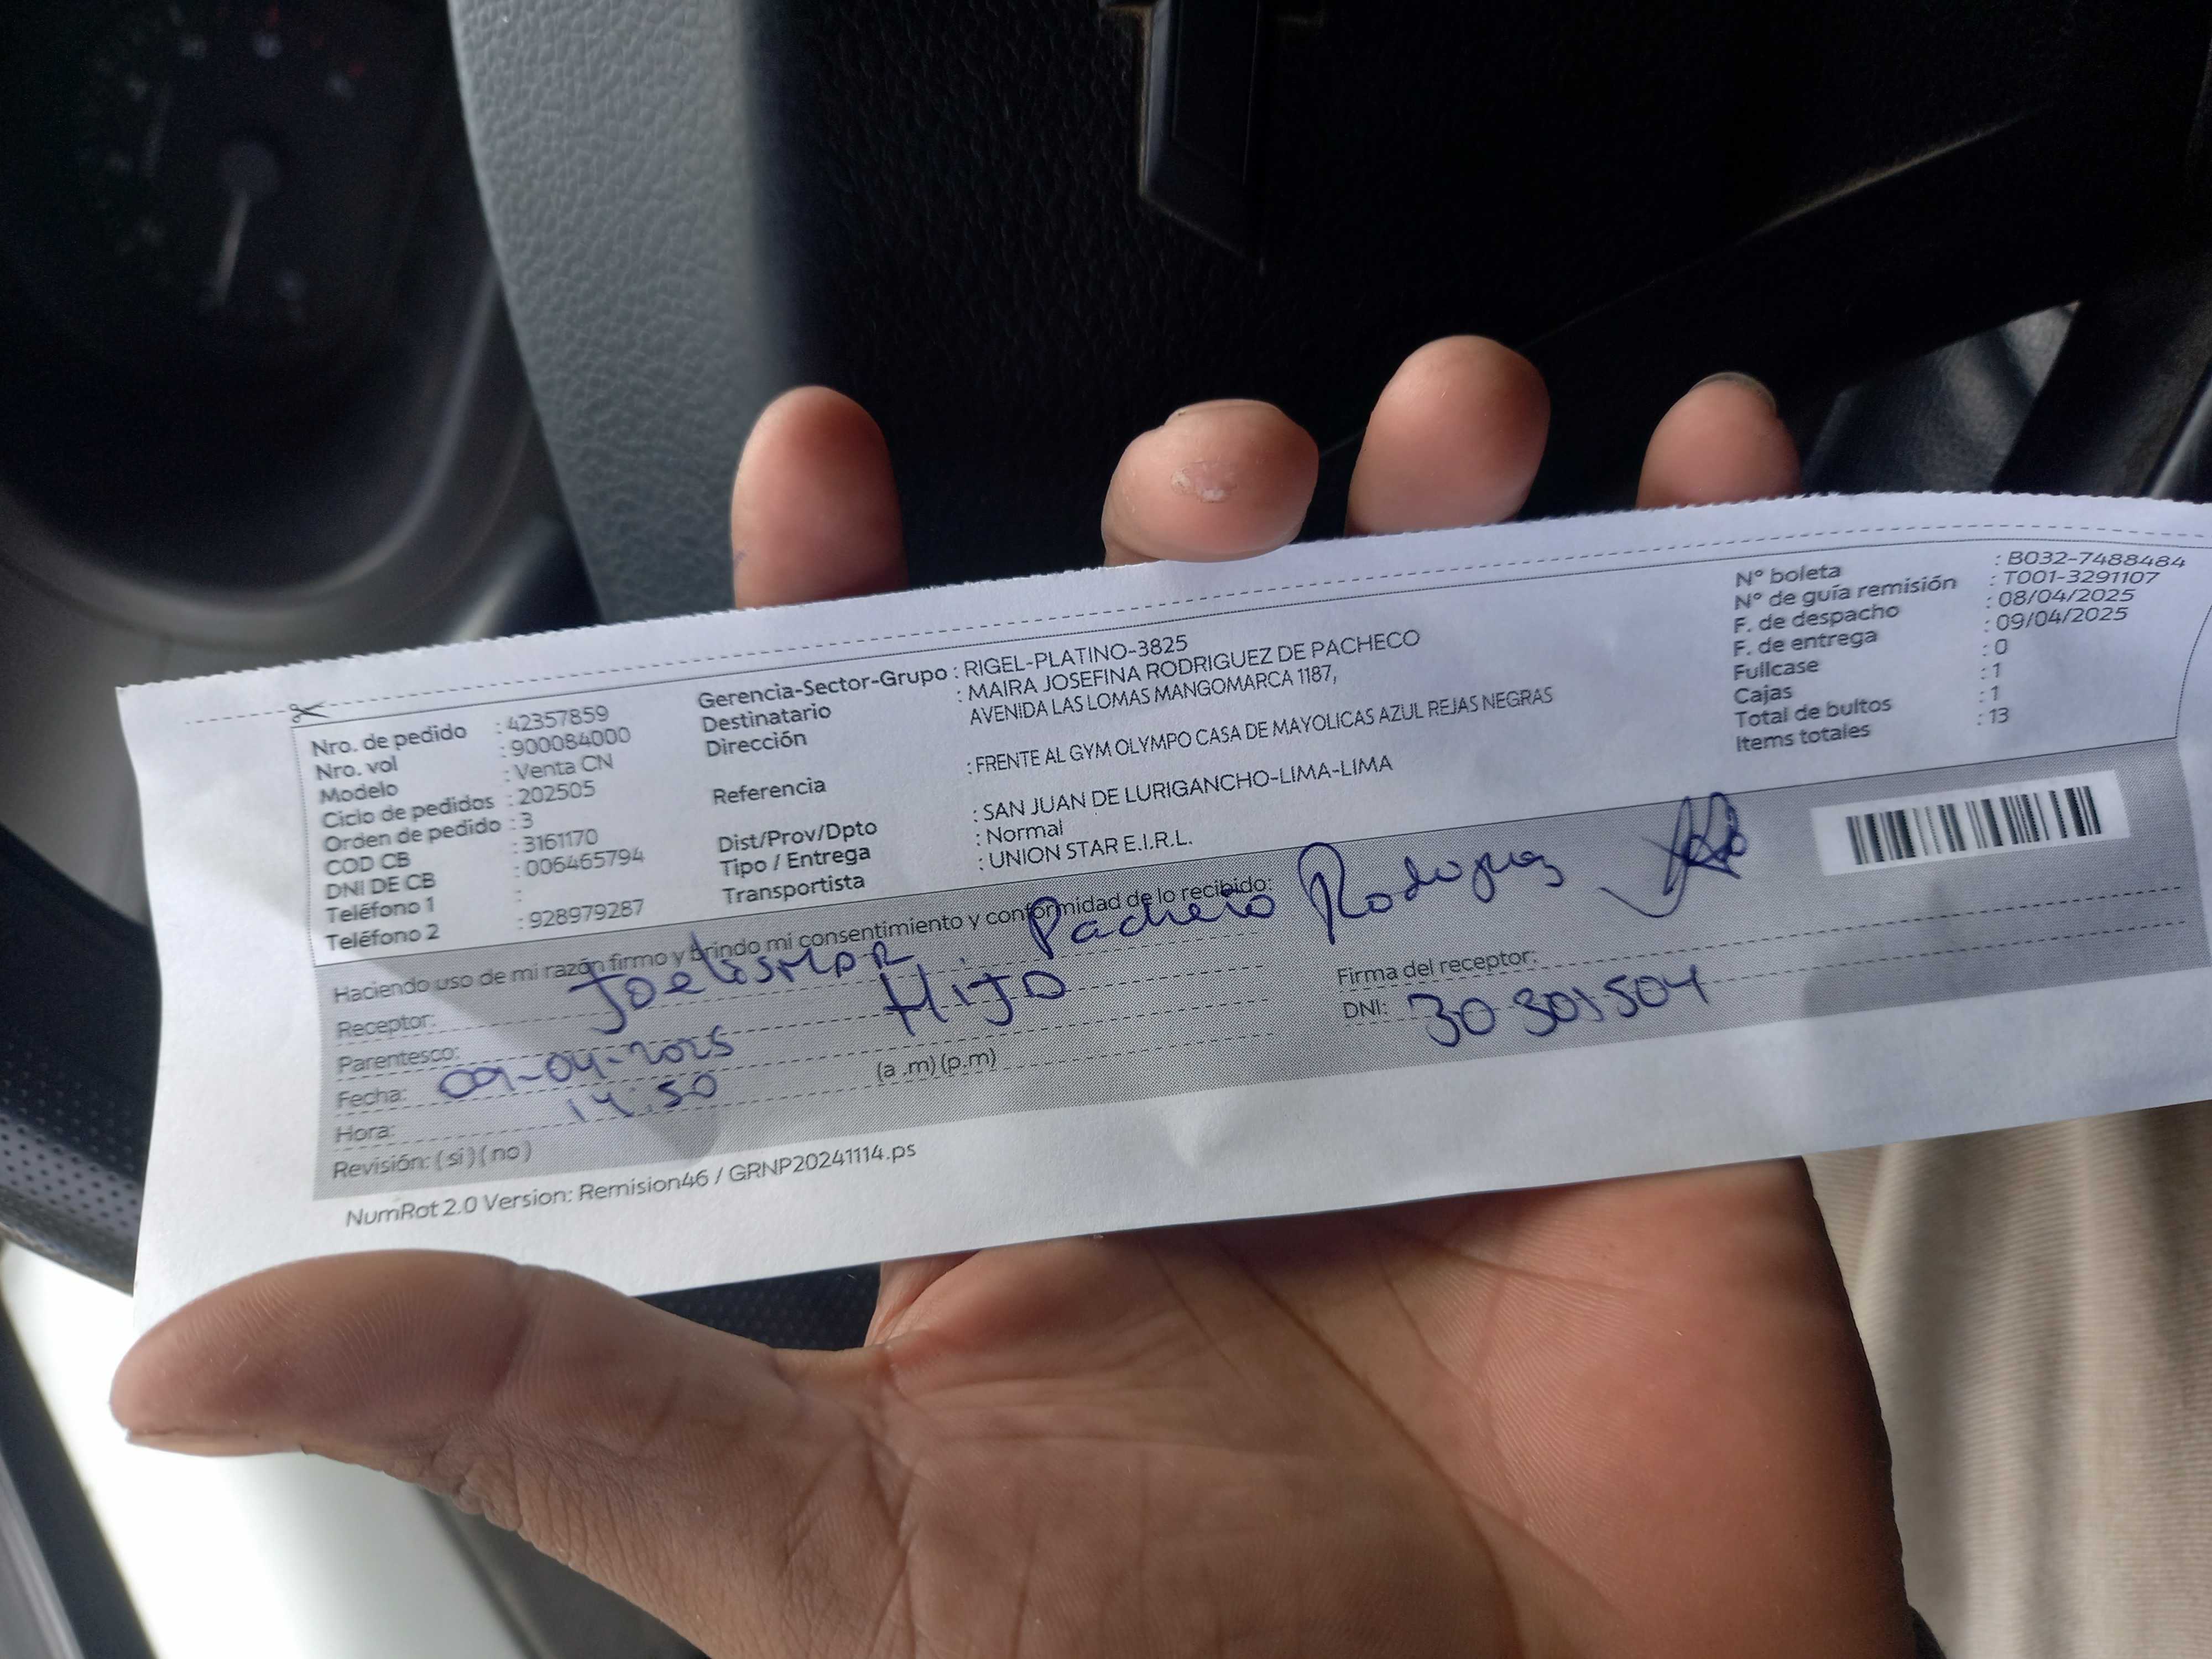 Nro. de pedido : 42357859
Nro. vol : 900084000
Modelo : Venta CN
Ciclo de pedidos : 202505
Orden de pedido : 3
COD CB : 3161170
DNI DE CB : 006465794
Teléfono 1 :
Teléfono 2 : 928979287
Gerencia-Sector-Grupo : RIGEL-PLATINO-3825
Destinatario : MAIRA JOSEFINA RODRIGUEZ DE PACHECO
Dirección AVENIDA LAS LOMAS MANGOMARCA 1187,
Referencia : FRENTE AL GYM OLYMPO CASA DE MAYOLICAS AZUL REJAS NEGRAS
Dist/Prov/Dpto : SAN JUAN DE LURIGANCHO-LIMA-LIMA
Tipo / Entrega : Normal
Transportista : UNION STAR E.I.R.L.
N° boleta : B032-7488484
N° de guía remisión : T001-3291107
F. de despacho : 08/04/2025
F. de entrega : 09/04/2025
Fullcase : 0
Cajas : 1
Total de bultos : 1
Items totales : 13
Haciendo uso de mi razón firmo y brindo mi consentimiento y conformidad de lo recibido:
Receptor: Pacheco Rodriguez
Parentesco: HIJO
Fecha: 09-04-2025
Hora: 14:50 (a .m) (p.m)
Revisión: ( si ) ( no )
Firma del receptor:
DNI: 30301504
NumRot 2.0 Version: Remision46 / GRNP20241114.ps